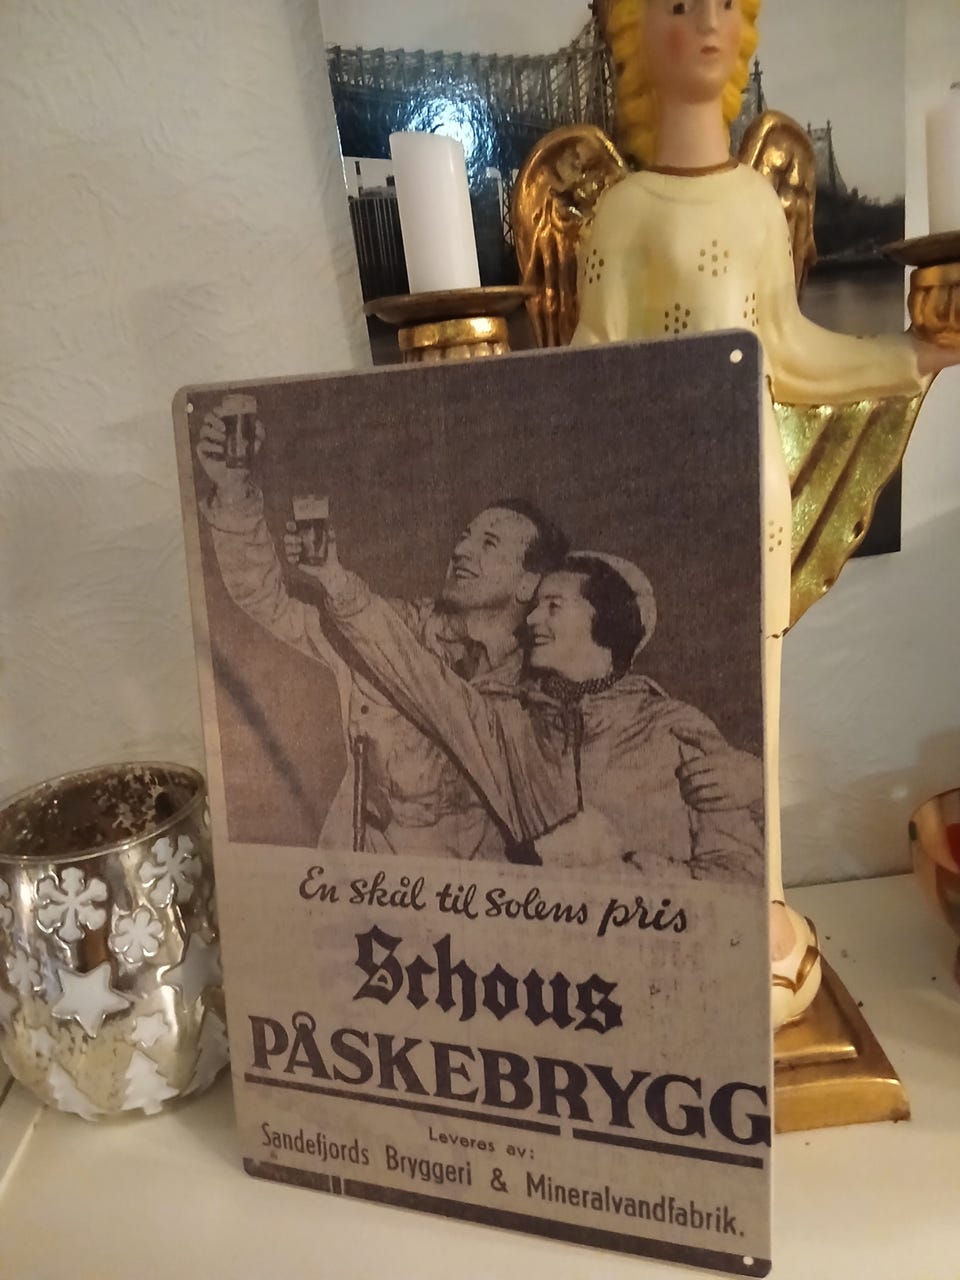 En skål til Solens pris
Schous
PÅSKEBRYGG
Leveres av:
Sandefjords Bryggeri & Mineralvandfabrik.